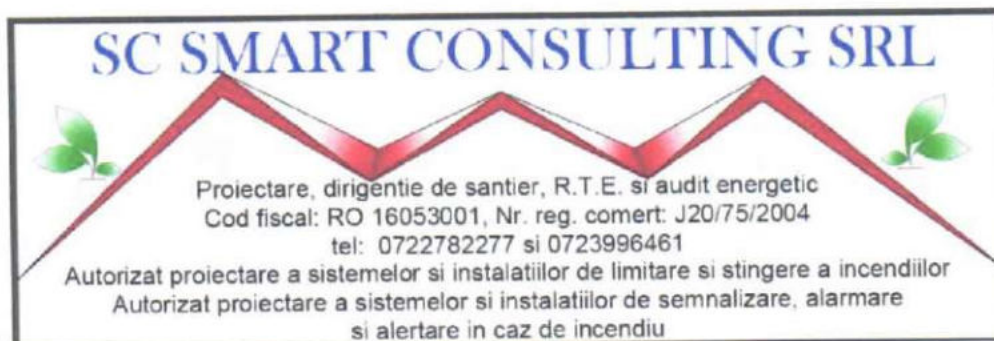 SC SMART CONSULTING SRL
Proiectare, dirigentie de santier, R.T.E. si audit energetic
Cod fiscal: RO 16053001, Nr. reg. comert: J20/75/2004
tel: 0722782277 si 0723996461
Autorizat proiectare a sistemelor si instalatiilor de limitare si stingere a incendiilor
Autorizat proiectare a sistemelor si instalatiilor de semnalizare, alarmare
si alertare in caz de incendiu